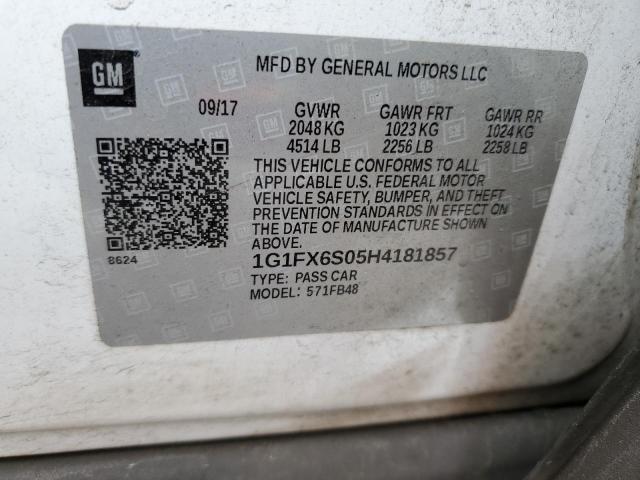 GM
MFD BY GENERAL MOTORS LLC
09/17 GVWR GAWR FRT GAWR RR
2048 KG 1023 KG 1024 KG
4514 LB 2256 LB 2258 LB
THIS VEHICLE CONFORMS TO ALL
APPLICABLE U.S. FEDERAL MOTOR
VEHICLE SAFETY, BUMPER, AND THEFT
PREVENTION STANDARDS IN EFFECT ON
THE DATE OF MANUFACTURE SHOWN
ABOVE.
8624
1G1FX6S05H4181857
TYPE: PASS CAR
MODEL: 571FB48